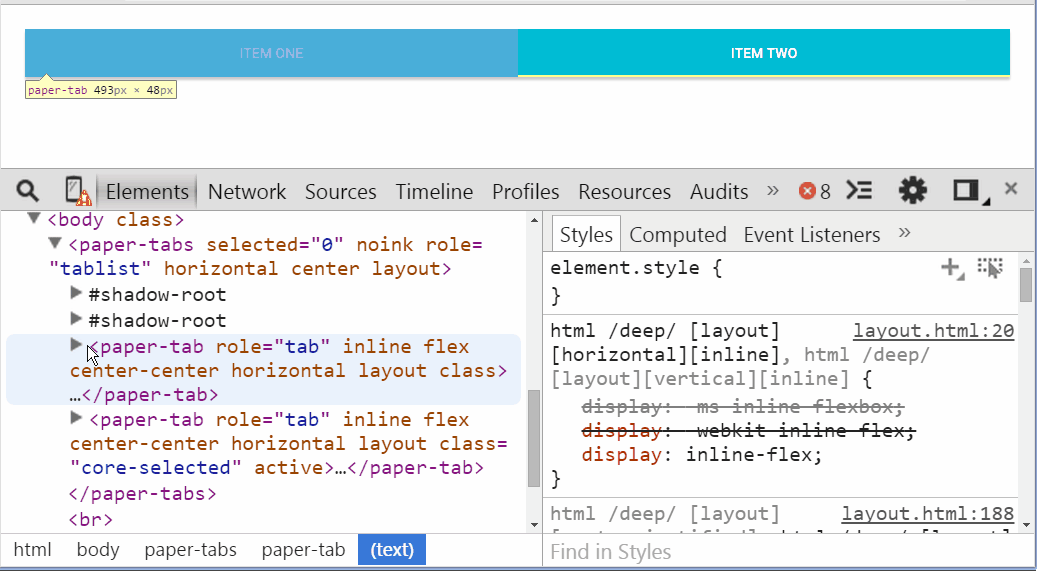 ITEM ONE
ITEM TWO
paper-tab 493px × 48px
Elements Network Sources Timeline Profiles Resources Audits » 8
<body class>
<paper-tabs selected="0" noink role=
"tablist" horizontal center layout>
#shadow-root
#shadow-root
<paper-tab role="tab" inline flex
center-center horizontal layout class>
…</paper-tab>
<paper-tab role="tab" inline flex
center-center horizontal layout class=
"core-selected" active>…</paper-tab>
</paper-tabs>
<br>
html body paper-tabs paper-tab (text)
Styles Computed Event Listeners »
element.style {
}
html /deep/ [layout] layout.html:20
[horizontal][inline], html /deep/
[layout][vertical][inline] {
display: -ms-inline-flexbox;
display: -webkit-inline-flex;
display: inline-flex;
}
html /deep/ [layout] layout.html:188
Find in Styles